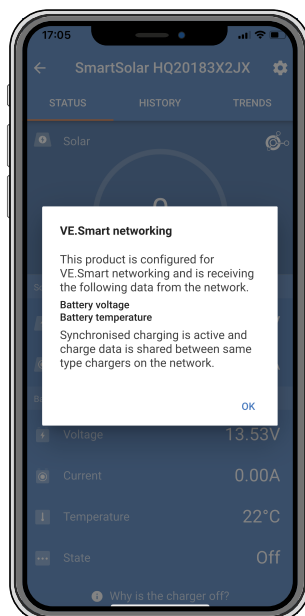 17:05
SmartSolar HQ20183X2JX
STATUS HISTORY TRENDS
Solar
VE.Smart networking
This product is configured for
VE.Smart networking and is receiving
the following data from the network.
Battery voltage
Battery temperature
Synchronised charging is active and
charge data is shared between same
type chargers on the network.
OK
Voltage 13.53V
Current 0.00A
Temperature 22°C
State Off
Why is the charger off?